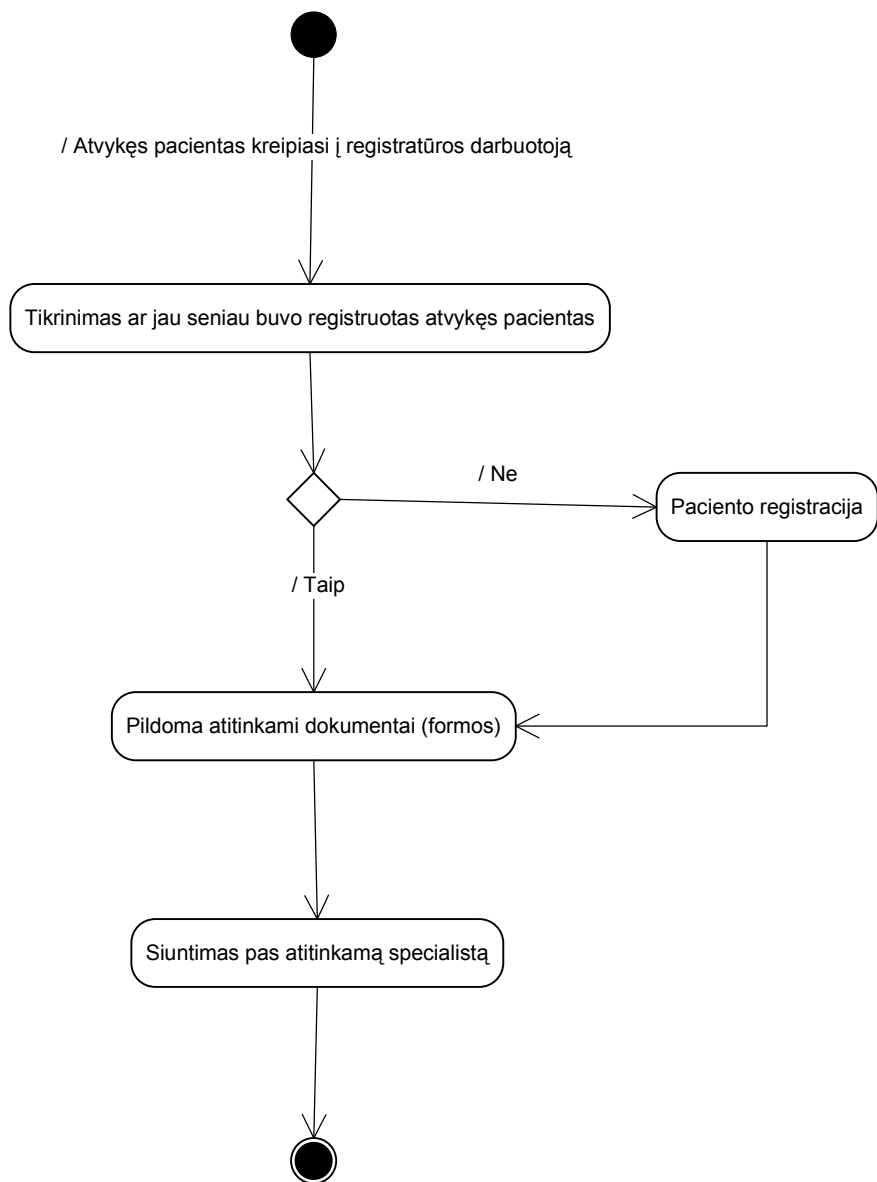 / Atvykęs pacientas kreipiasi į registratūros darbuotoją
Tikrinimas ar jau seniau buvo registruotas atvykęs pacientas
/ Ne
Paciento registracija
/ Taip
Pildoma atitinkami dokumentai (formos)
Siuntimas pas atitinkamą specialistą